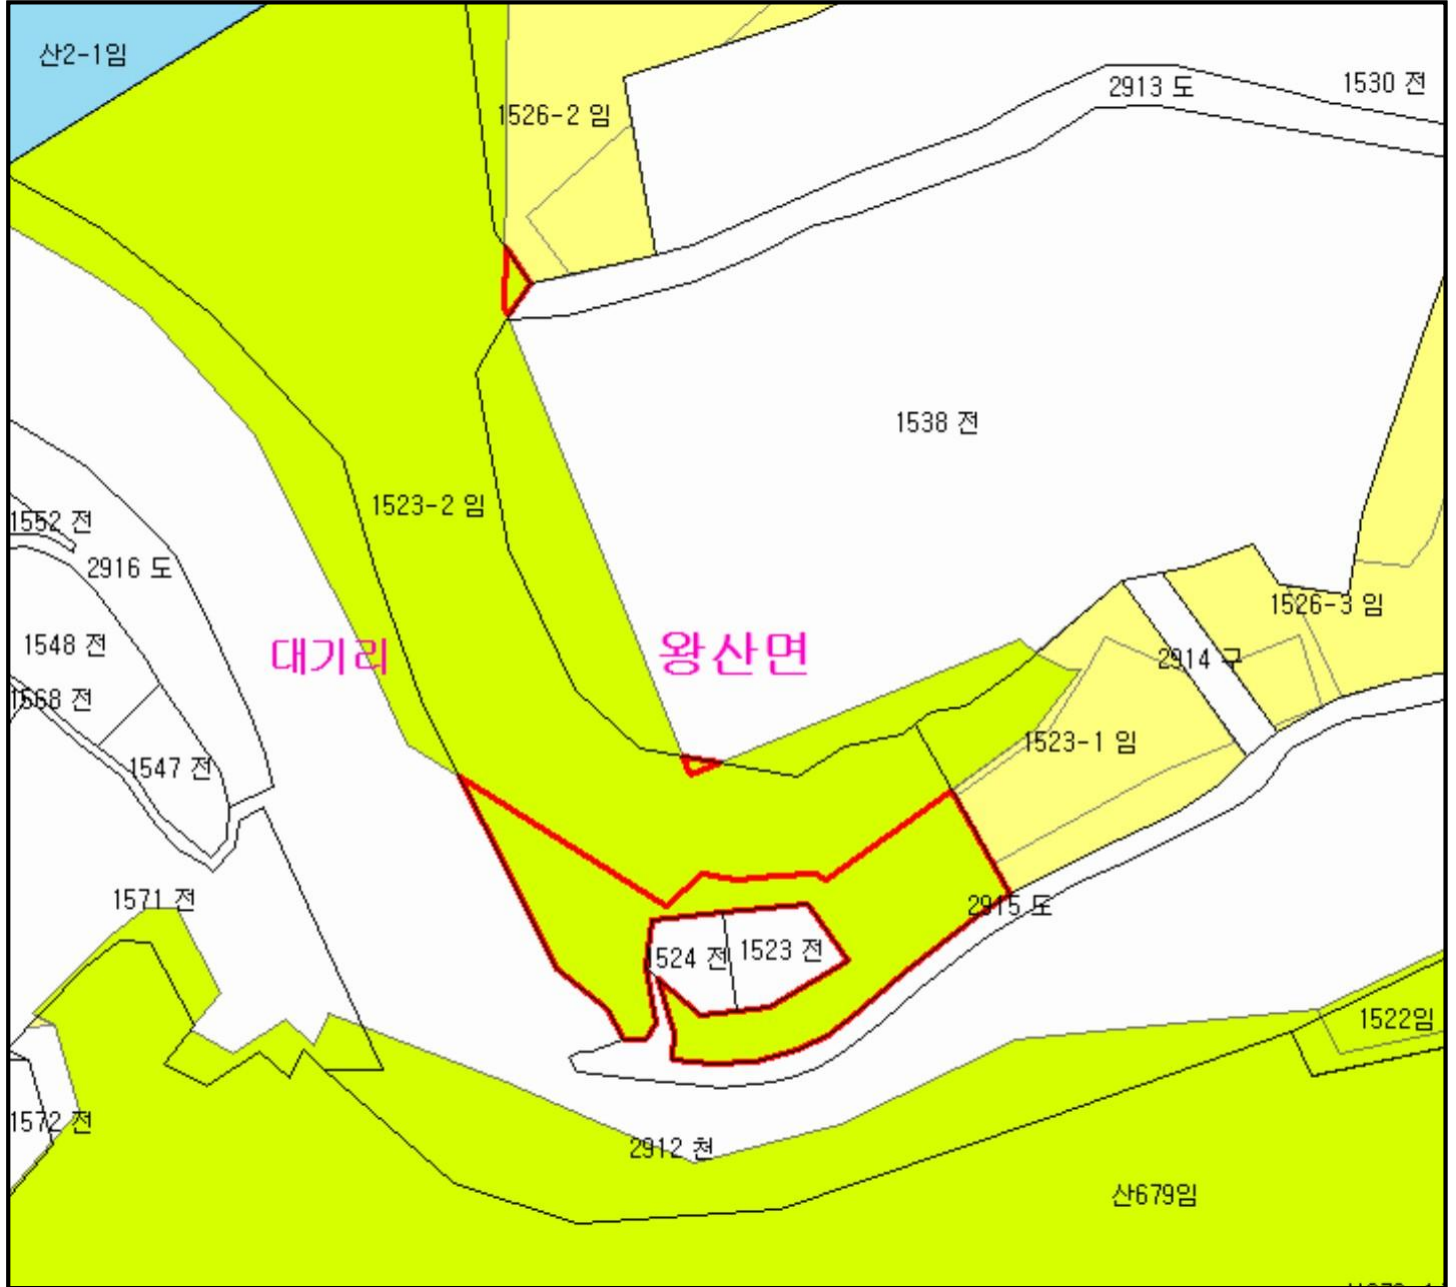 산2-1임
1530 전
2913 도
1526-2 임
1538 전
1523-2 임
1552 전
2916 도
1526-3 임
1548 전
대기리
왕산면
2914 구
1568 전
1523-1 임
1547 전
1571 전
2915 도
1524 전
1523 전
1522임
1572 전
2912 천
산679임